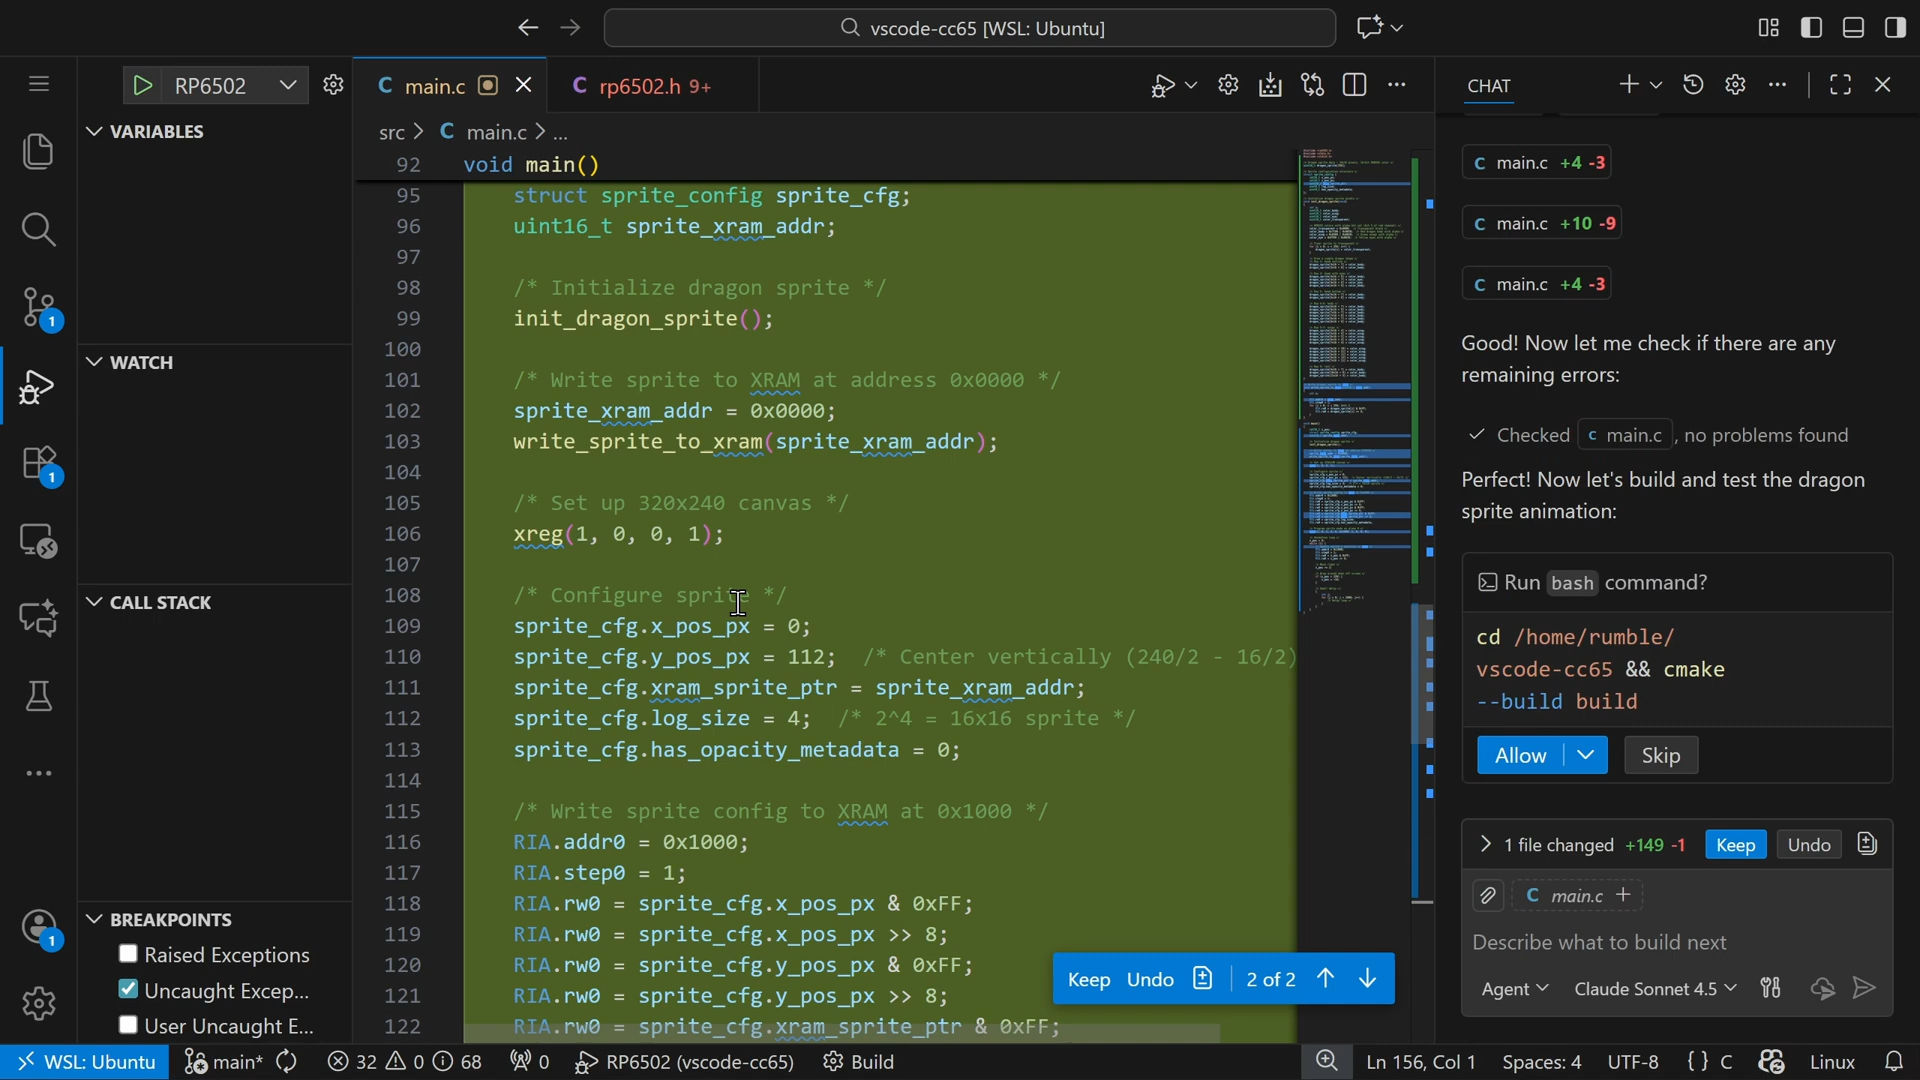 vscode-cc65 [WSL: Ubuntu]
RP6502
main.c
rp6502.h 9+
CHAT
VARIABLES
src > C main.c > ...
92 void main()
95 struct sprite_config sprite_cfg;
96 uint16_t sprite_xram_addr;
97
98 /* Initialize dragon sprite */
99 init_dragon_sprite();
100
101 /* Write sprite to XRAM at address 0x0000 */
102 sprite_xram_addr = 0x0000;
103 write_sprite_to_xram(sprite_xram_addr);
104
105 /* Set up 320x240 canvas */
106 xreg(1, 0, 0, 1);
107
108 /* Configure sprite */
109 sprite_cfg.x_pos_px = 0;
110 sprite_cfg.y_pos_px = 112; /* Center vertically (240/2 - 16/2)
111 sprite_cfg.xram_sprite_ptr = sprite_xram_addr;
112 sprite_cfg.log_size = 4; /* 2^4 = 16x16 sprite */
113 sprite_cfg.has_opacity_metadata = 0;
114
115 /* Write sprite config to XRAM at 0x1000 */
116 RIA.addr0 = 0x1000;
117 RIA.step0 = 1;
118 RIA.rw0 = sprite_cfg.x_pos_px & 0xFF;
119 RIA.rw0 = sprite_cfg.x_pos_px >> 8;
120 RIA.rw0 = sprite_cfg.y_pos_px & 0xFF;
121 RIA.rw0 = sprite_cfg.y_pos_px >> 8;
122 RIA.rw0 = sprite_cfg.xram_sprite_ptr & 0xFF;
Keep Undo 2 of 2
WATCH
CALL STACK
BREAKPOINTS
Raised Exceptions
Uncaught Excep...
User Uncaught E...
1
1
1
C main.c +4 -3
C main.c +10 -9
C main.c +4 -3
Good! Now let me check if there are any
remaining errors:
Checked C main.c , no problems found
Perfect! Now let's build and test the dragon
sprite animation:
Run bash command?
cd /home/rumble/
vscode-cc65 && cmake
--build build
Allow Skip
1 file changed +149 -1 Keep Undo
C main.c +
Describe what to build next
Agent Claude Sonnet 4.5
WSL: Ubuntu main* 32 0 68 0 RP6502 (vscode-cc65) Build Ln 156, Col 1 Spaces: 4 UTF-8 {} C Linux